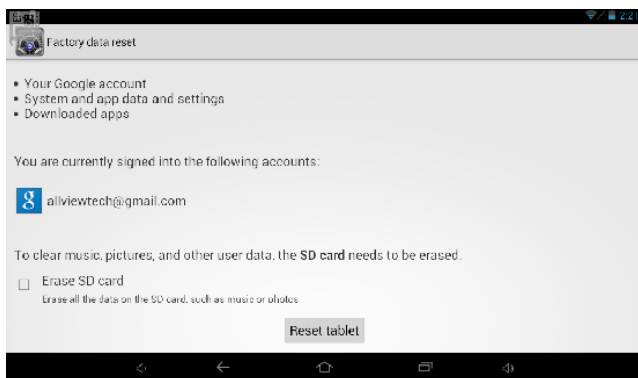 2:21
Factory data reset
• Your Google account
• System and app data and settings
• Downloaded apps
You are currently signed into the following accounts:
allviewtech@gmail.com
To clear music, pictures, and other user data, the SD card needs to be erased.
Erase SD card
Erase all the data on the SD card, such as music or photos
Reset tablet